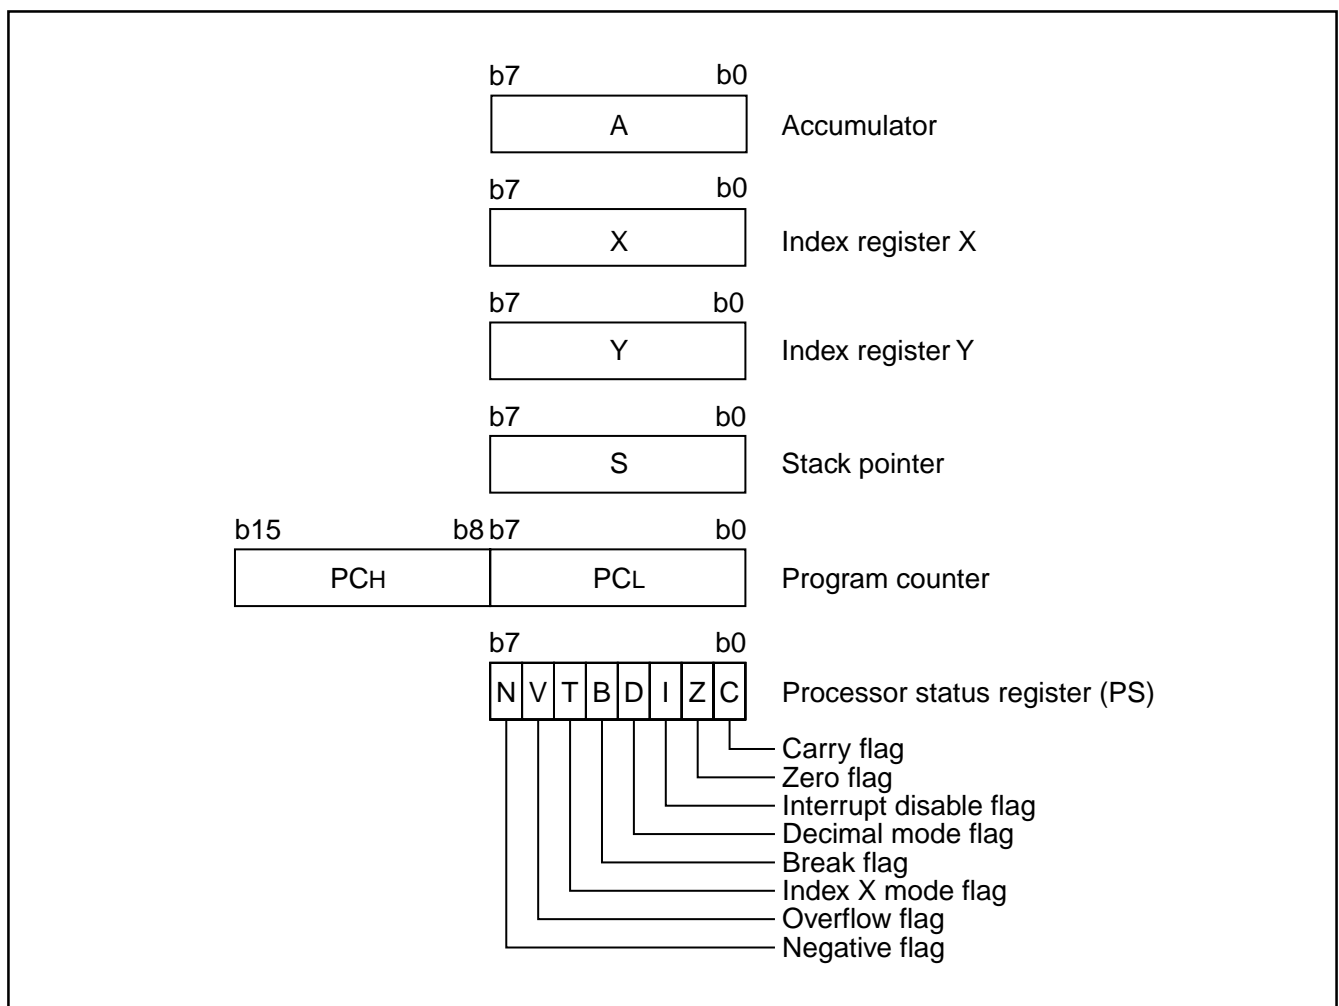 b7 b0
A Accumulator
b7 b0
X Index register X
b7 b0
Y Index register Y
b7 b0
S Stack pointer
b15 b8 b7 b0
PCH PCL Program counter
b7 b0
N V T B D I Z C Processor status register (PS)
Carry flag
Zero flag
Interrupt disable flag
Decimal mode flag
Break flag
Index X mode flag
Overflow flag
Negative flag